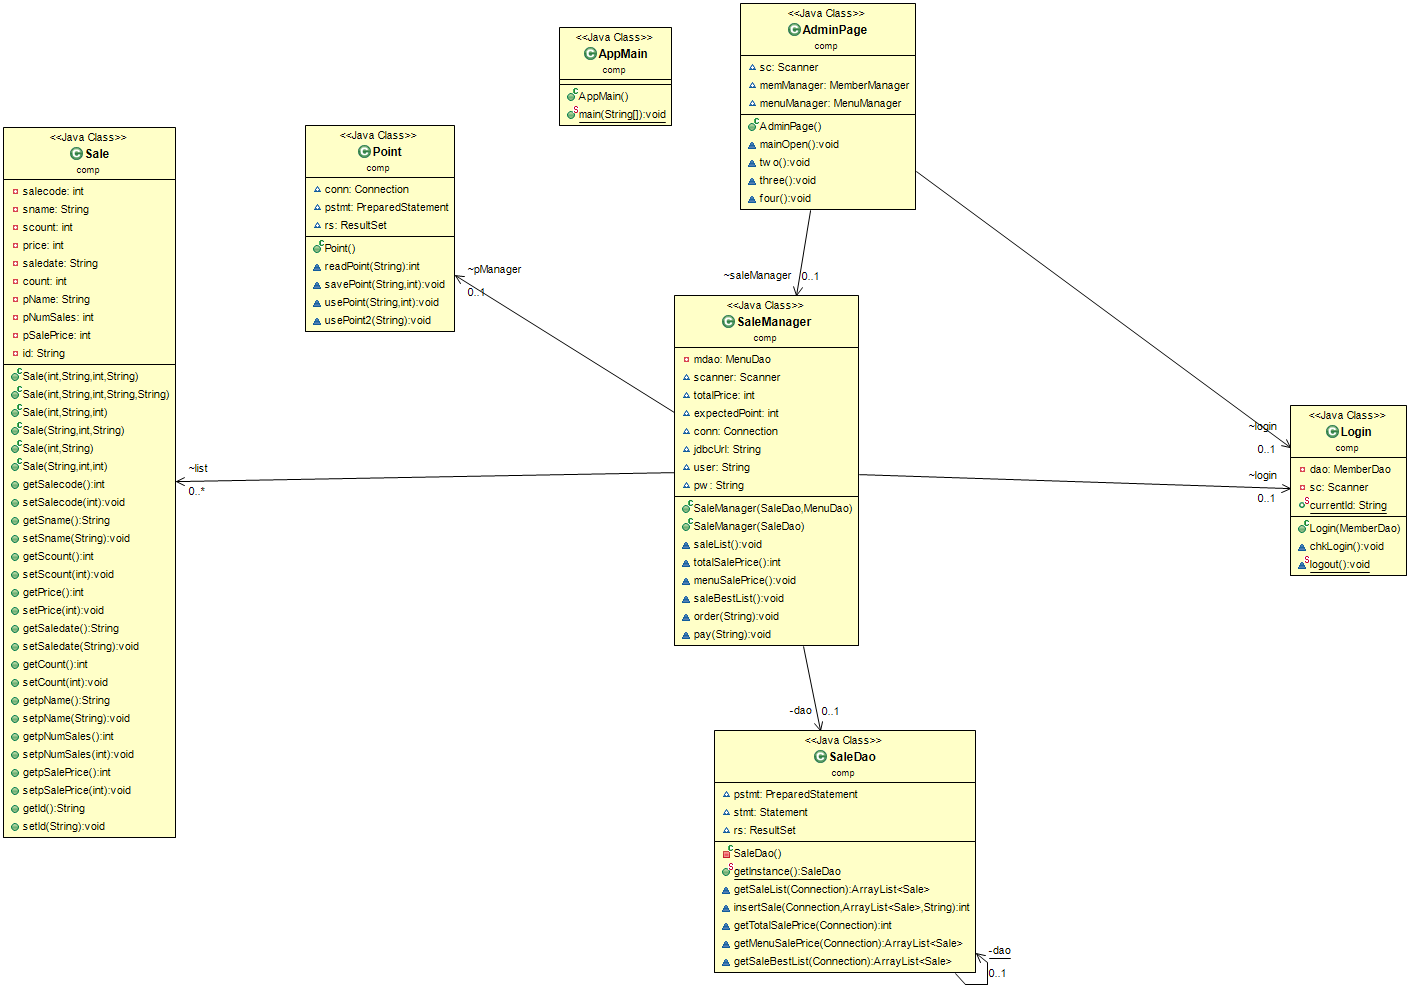 <<Java Class>>
AppMain
comp
AppMain()
main(String[]):void
<<Java Class>>
AdminPage
comp
sc: Scanner
memManager: MemberManager
menuManager: MenuManager
AdminPage()
mainOpen():void
two():void
three():void
four():void
<<Java Class>>
Sale
comp
salecode: int
sname: String
scount: int
price: int
saledate: String
count: int
pName: String
pNumSales: int
pSalePrice: int
id: String
Sale(int,String,int,String)
Sale(int,String,int,String,String)
Sale(int,String,int)
Sale(String,int,String)
Sale(int,String)
Sale(String,int,int)
getSalecode():int
setSalecode(int):void
getSname():String
setSname(String):void
getScount():int
setScount(int):void
getPrice():int
setPrice(int):void
getSaledate():String
setSaledate(String):void
getCount():int
setCount(int):void
getpName():String
setpName(String):void
getpNumSales():int
setpNumSales(int):void
getpSalePrice():int
setpSalePrice(int):void
getId():String
setId(String):void
<<Java Class>>
Point
comp
conn: Connection
pstmt: PreparedStatement
rs: ResultSet
Point()
readPoint(String):int
savePoint(String,int):void
usePoint(String,int):void
usePoint2(String):void
~pManager
0..1
~saleManager
0..1
~list
0..*
<<Java Class>>
SaleManager
comp
mdao: MenuDao
scanner: Scanner
totalPrice: int
expectedPoint: int
conn: Connection
jdbcUrl: String
user: String
pw: String
SaleManager(SaleDao,MenuDao)
SaleManager(SaleDao)
saleList():void
totalSalePrice():int
menuSalePrice():void
saleBestList():void
order(String):void
pay(String):void
~login
0..1
~login
0..1
<<Java Class>>
Login
comp
dao: MemberDao
sc: Scanner
currentId: String
Login(MemberDao)
chkLogin():void
logout():void
-dao
0..1
<<Java Class>>
SaleDao
comp
pstmt: PreparedStatement
stmt: Statement
rs: ResultSet
SaleDao()
getInstance():SaleDao
getSaleList(Connection):ArrayList<Sale>
insertSale(Connection,ArrayList<Sale>,String):int
getTotalSalePrice(Connection):int
getMenuSalePrice(Connection):ArrayList<Sale>
getSaleBestList(Connection):ArrayList<Sale>
-dao
0..1